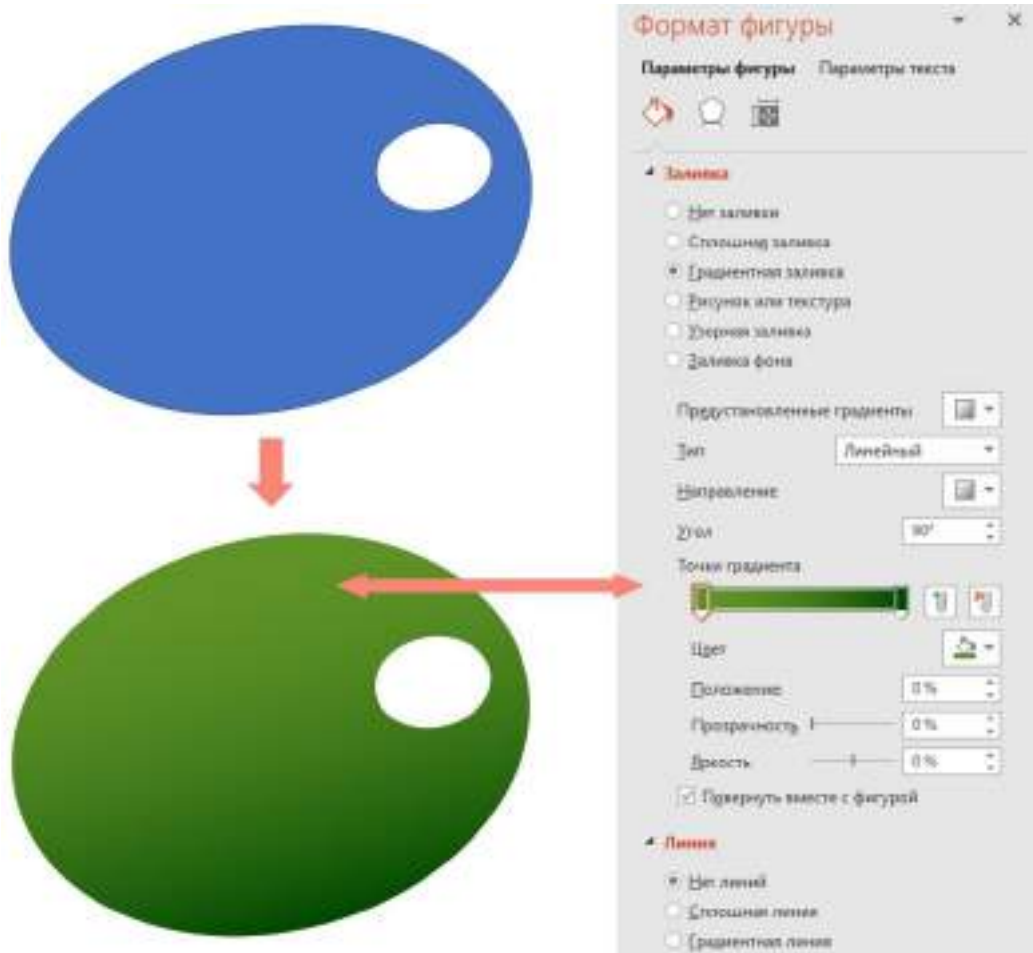 Формат фигуры
Параметры фигуры Параметры текста
Заливка
Нет заливки
Сплошная заливка
Градиентная заливка
Рисунок или текстура
Узорная заливка
Заливка фона
Предустановленные градиенты
Тип Линейный
Направление
Угол 90°
Точки градиента
Цвет
Положение 0 %
Прозрачность 0 %
Яркость 0 %
Повернуть вместе с фигурой
Линия
Нет линий
Сплошная линия
Градиентная линия